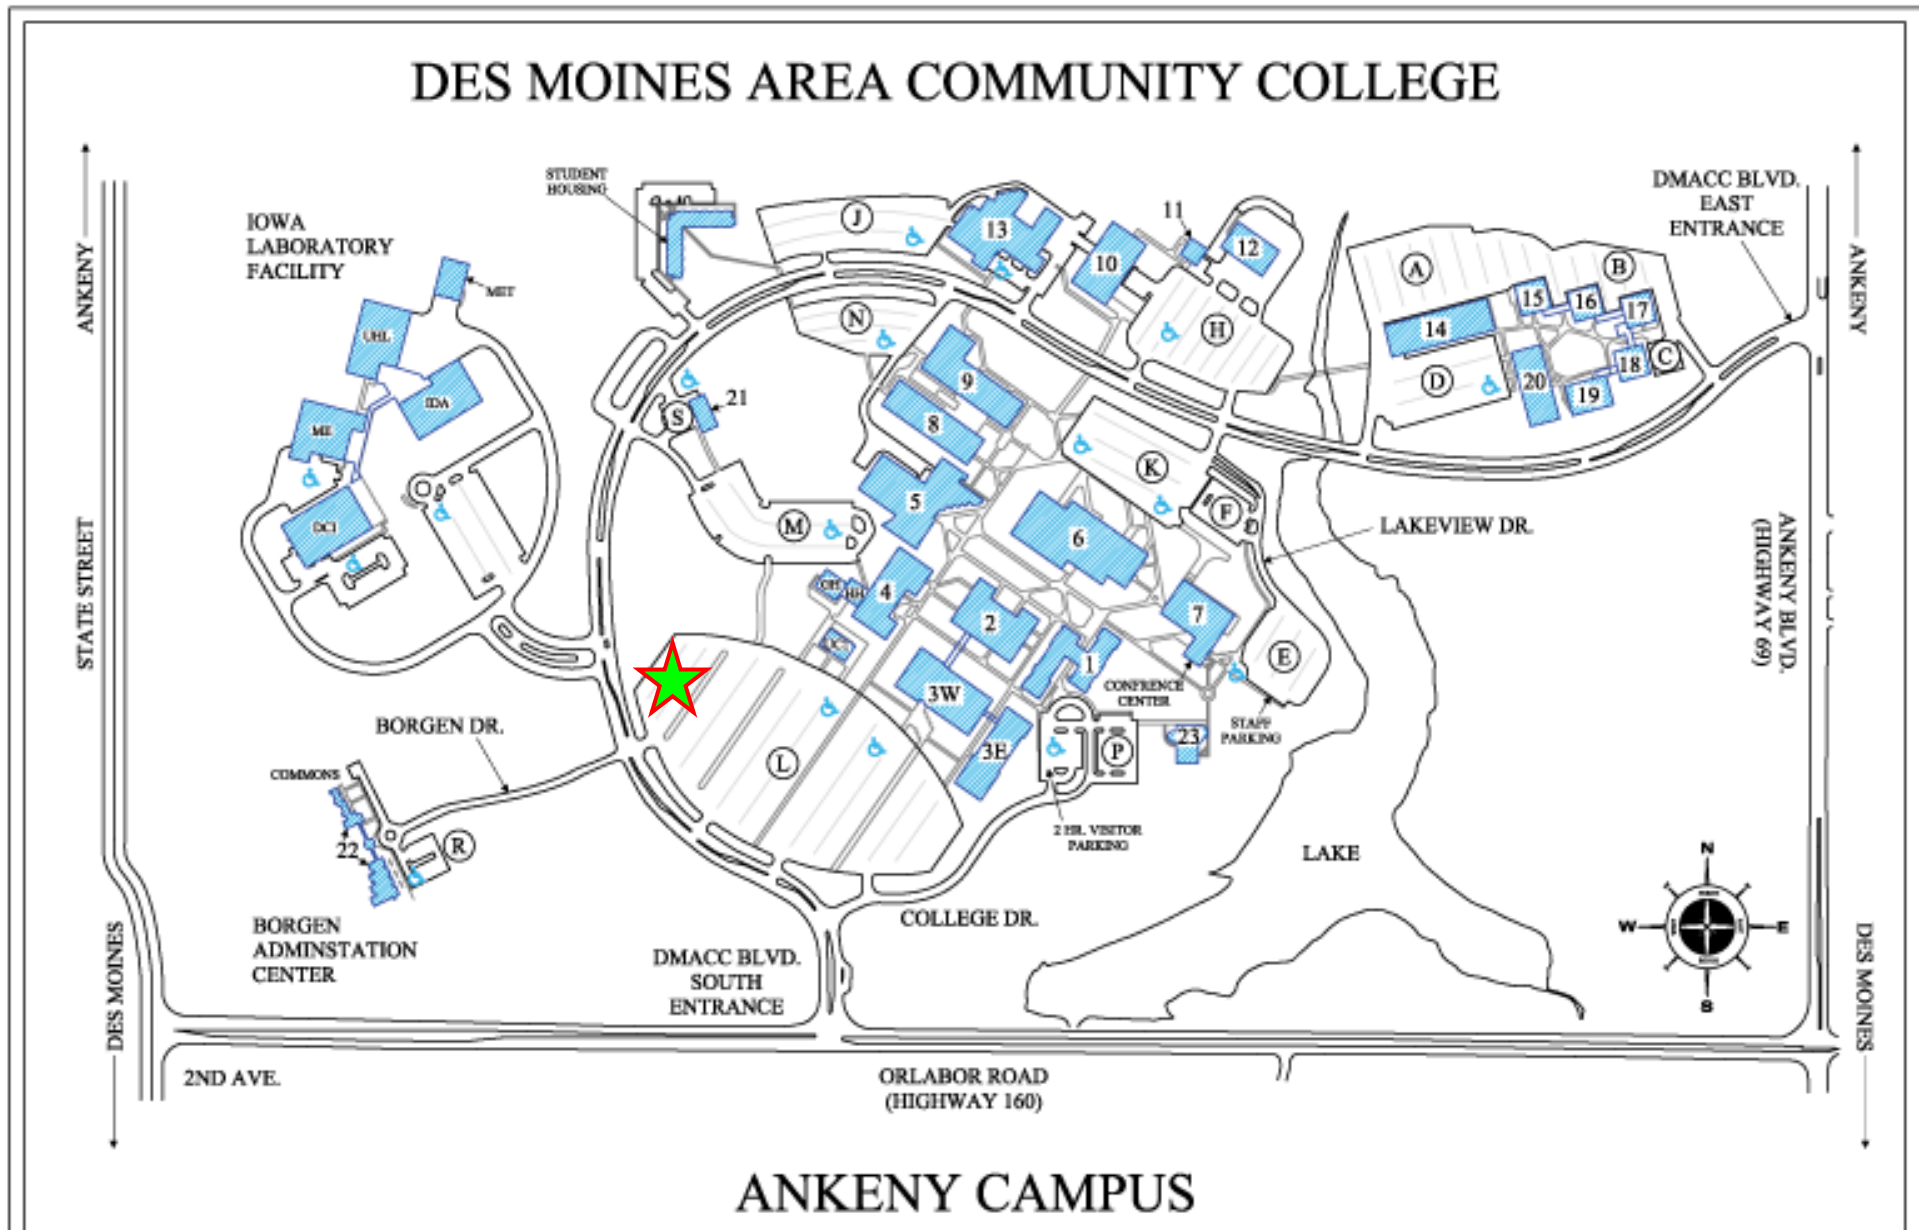 DES MOINES AREA COMMUNITY COLLEGE
ANKENY
STATE STREET
DES MOINES
IOWA
LABORATORY
FACILITY
MET
UHL
IDA
ME
DCI
STUDENT
HOUSING
J
13
10
11
12
H
N
9
8
S
21
M
5
K
F
6
LAKEVIEW DR.
A
B
14
15
16
17
C
D
20
18
19
DMACC BLVD.
EAST
ENTRANCE
ANKENY
ANKENY BLVD.
(HIGHWAY 69)
DES MOINES
OH
HH
4
2
7
1
E
3W
3E
L
P
23
CONFRENCE
CENTER
STAFF
PARKING
2 HR. VISITOR
PARKING
LAKE
BORGEN DR.
COMMONS
22
R
BORGEN
ADMINSTATION
CENTER
COLLEGE DR.
DMACC BLVD.
SOUTH
ENTRANCE
N
W
E
S
2ND AVE.
ORLABOR ROAD
(HIGHWAY 160)
ANKENY CAMPUS